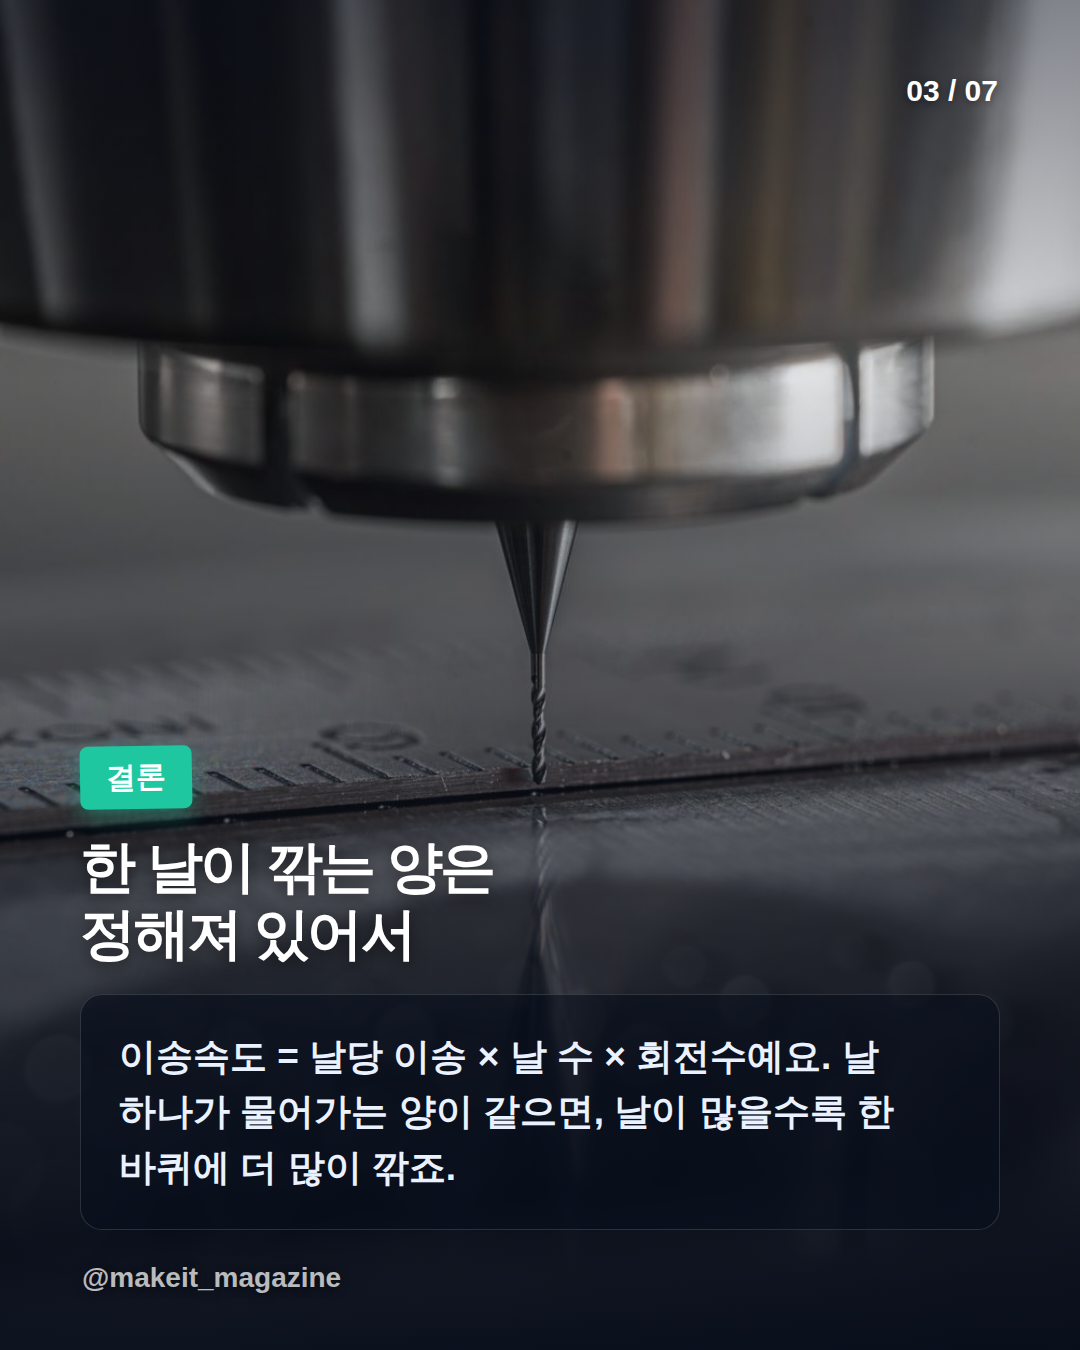 03 / 07
결론
한 날이 깎는 양은
정해져 있어서
이송속도 = 날당 이송 × 날 수 × 회전수예요. 날
하나가 물어가는 양이 같으면, 날이 많을수록 한
바퀴에 더 많이 깎죠.
@makeit_magazine